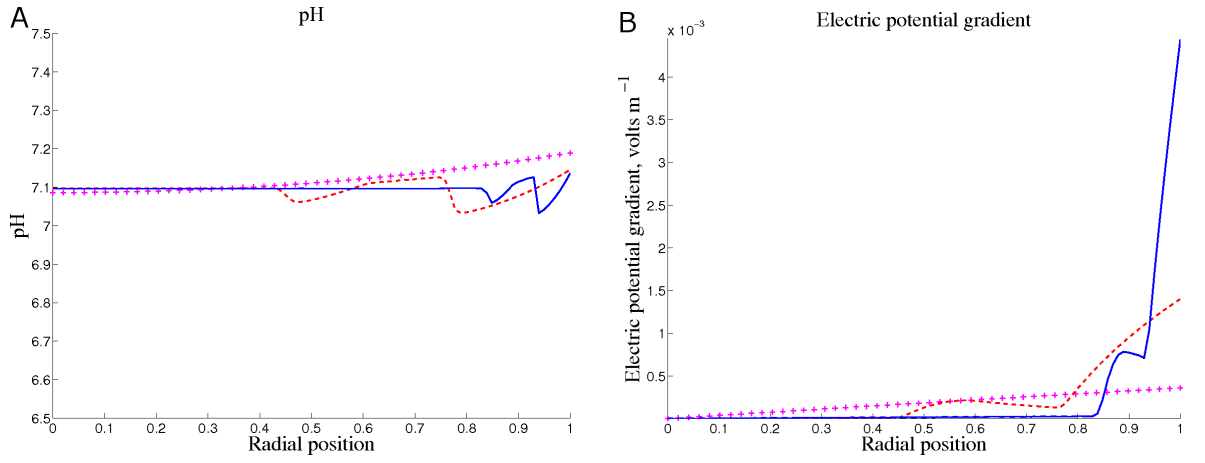 A
pH
7.5
7.4
7.3
7.2
7.1
7
6.9
6.8
6.7
6.6
6.5
pH
0 0.1 0.2 0.3 0.4 0.5 0.6 0.7 0.8 0.9 1
Radial position
B
Electric potential gradient
x 10⁻³
4
3.5
3
2.5
2
1.5
1
0.5
Electric potential gradient, volts m⁻¹
0 0.1 0.2 0.3 0.4 0.5 0.6 0.7 0.8 0.9 1
Radial position